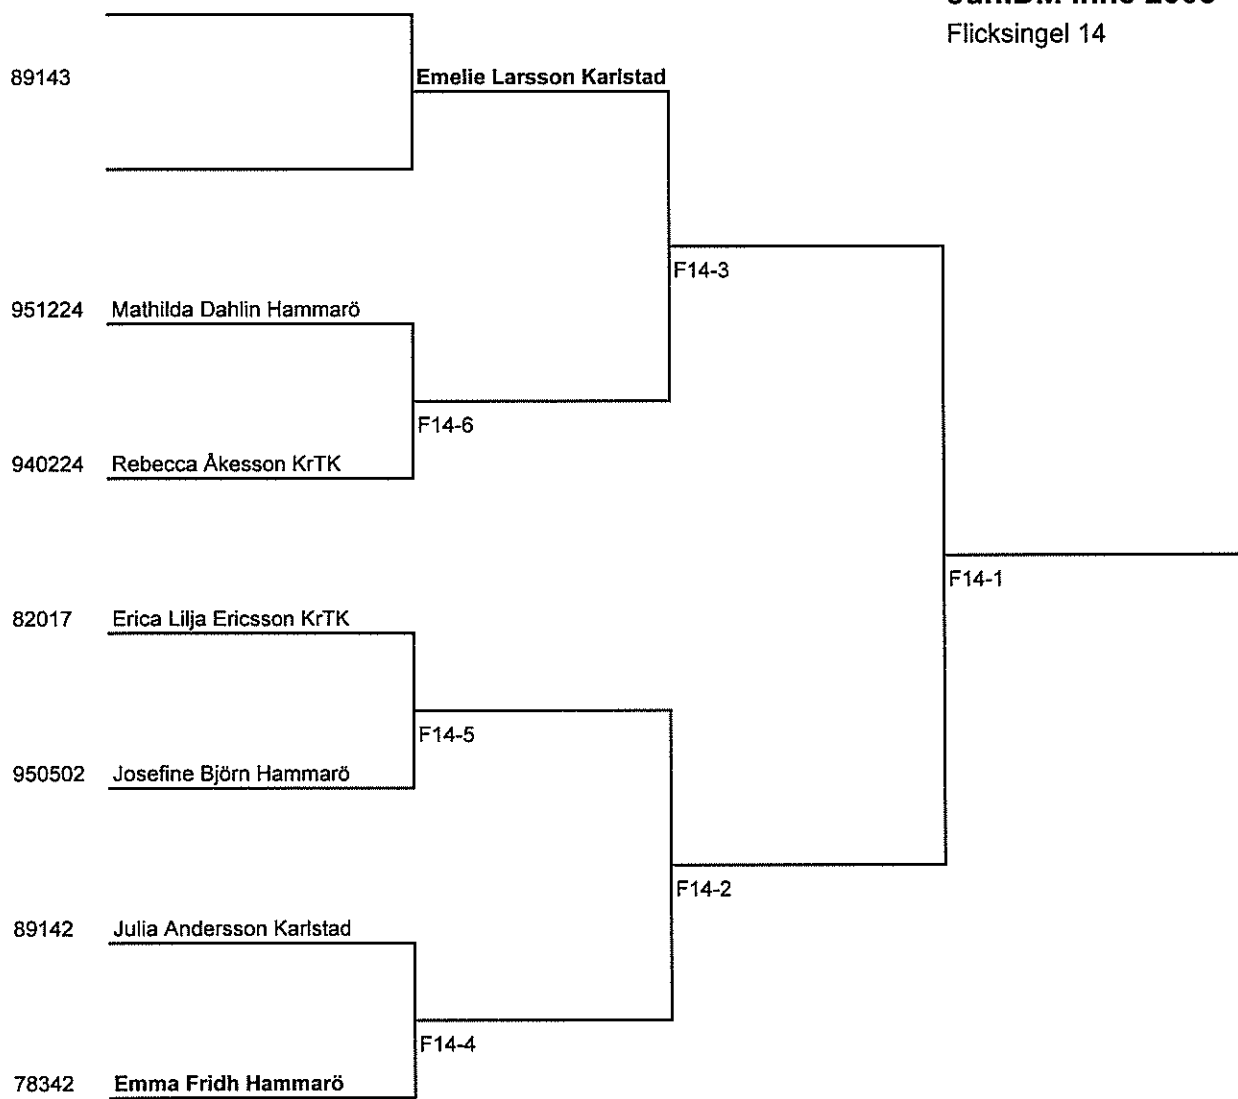 Flicksingel 14
89143 Emelie Larsson Karlstad
F14-3
951224 Mathilda Dahlin Hammarö
F14-6
940224 Rebecca Åkesson KrTK
F14-1
82017 Erica Lilja Ericsson KrTK
F14-5
950502 Josefine Björn Hammarö
F14-2
89142 Julia Andersson Karlstad
F14-4
78342 Emma Fridh Hammarö